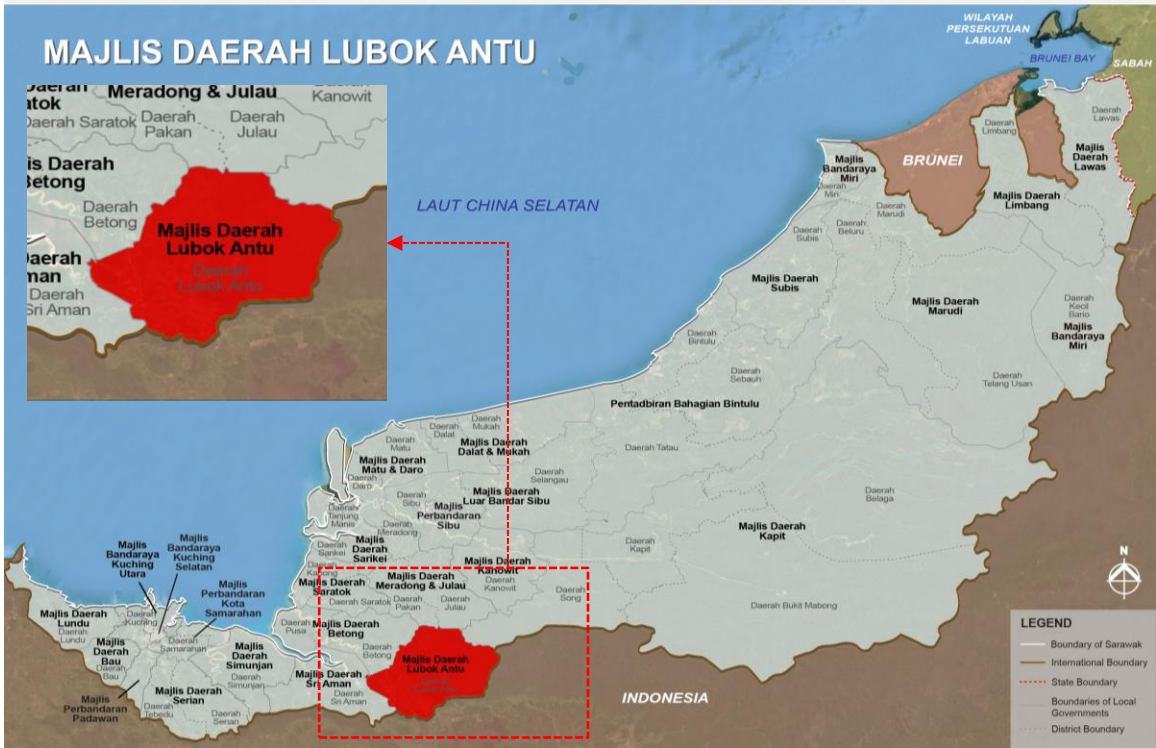 MAJLIS DAERAH LUBOK ANTU
WILAYAH
PERSEKUTUAN
LABUAN
BRUNEI BAY
SABAH
Meradong & Julau
Kanowit
atok
Daerah Saratok
Daerah
Pakan
Daerah
Julau
Daerah
Betong
Daerah
Betong
Majlis Daerah
Lubok Antu
Daerah
Lubok Antu
Daerah
Sri Aman
LAUT CHINA SELATAN
BRUNEI
Daerah
Limbang
Daerah
Lawas
Majlis
Daerah
Lawas
Majlis
Bandaraya
Miri
Daerah
Miri
Majlis Daerah
Limbang
Daerah
Marudi
Daerah
Subis
Daerah
Beluru
Majlis Daerah
Subis
Majlis Daerah
Marudi
Daerah
Kecil
Bario
Majlis
Bandaraya
Miri
Daerah
Bintulu
Daerah
Sebauh
Daerah
Telang Usan
Pentadbiran Bahagian Bintulu
Daerah
Mukah
Daerah
Dalat
Daerah
Matu
Majlis Daerah
Dalat & Mukah
Daerah Tatau
Majlis Daerah
Matu & Daro
Daerah
Daro
Daerah
Selangau
Daerah
Sibu
Majlis Daerah
Luar Bandar Sibu
Majlis
Perbandaran
Sibu
Daerah
Belaga
Daerah
Tanjung
Manis
Daerah
Meradong
Majlis Daerah
Kapit
Daerah
Kapit
Daerah
Sarikei
Majlis
Daerah
Sarikei
Majlis Daerah
Kanowit
Daerah
Kanowit
Daerah
Kabong
Majlis Daerah
Saratok
Majlis Daerah
Meradong & Julau
Daerah
Song
Daerah Saratok
Daerah
Pakan
Daerah
Julau
Daerah Bukit Mabong
Daerah
Pusa
Majlis Daerah
Betong
Daerah
Betong
Majlis Daerah
Lubok Antu
Majlis Daerah
Sri Aman
Daerah
Sri Aman
Majlis
Bandaraya
Kuching
Utara
Majlis
Bandaraya
Kuching
Selatan
Majlis
Perbandaran
Kota
Samarahan
Majlis Daerah
Lundu
Daerah
Lundu
Daerah
Kuching
Daerah
Samarahan
Majlis
Daerah
Bau
Daerah
Bau
Majlis
Daerah
Simunjan
Daerah
Simunjan
Majlis Daerah
Serian
Daerah
Tebedu
Daerah
Serian
Majlis
Perbandaran
Padawan
INDONESIA
N
LEGEND
Boundary of Sarawak
International Boundary
State Boundary
Boundaries of Local
Governments
District Boundary